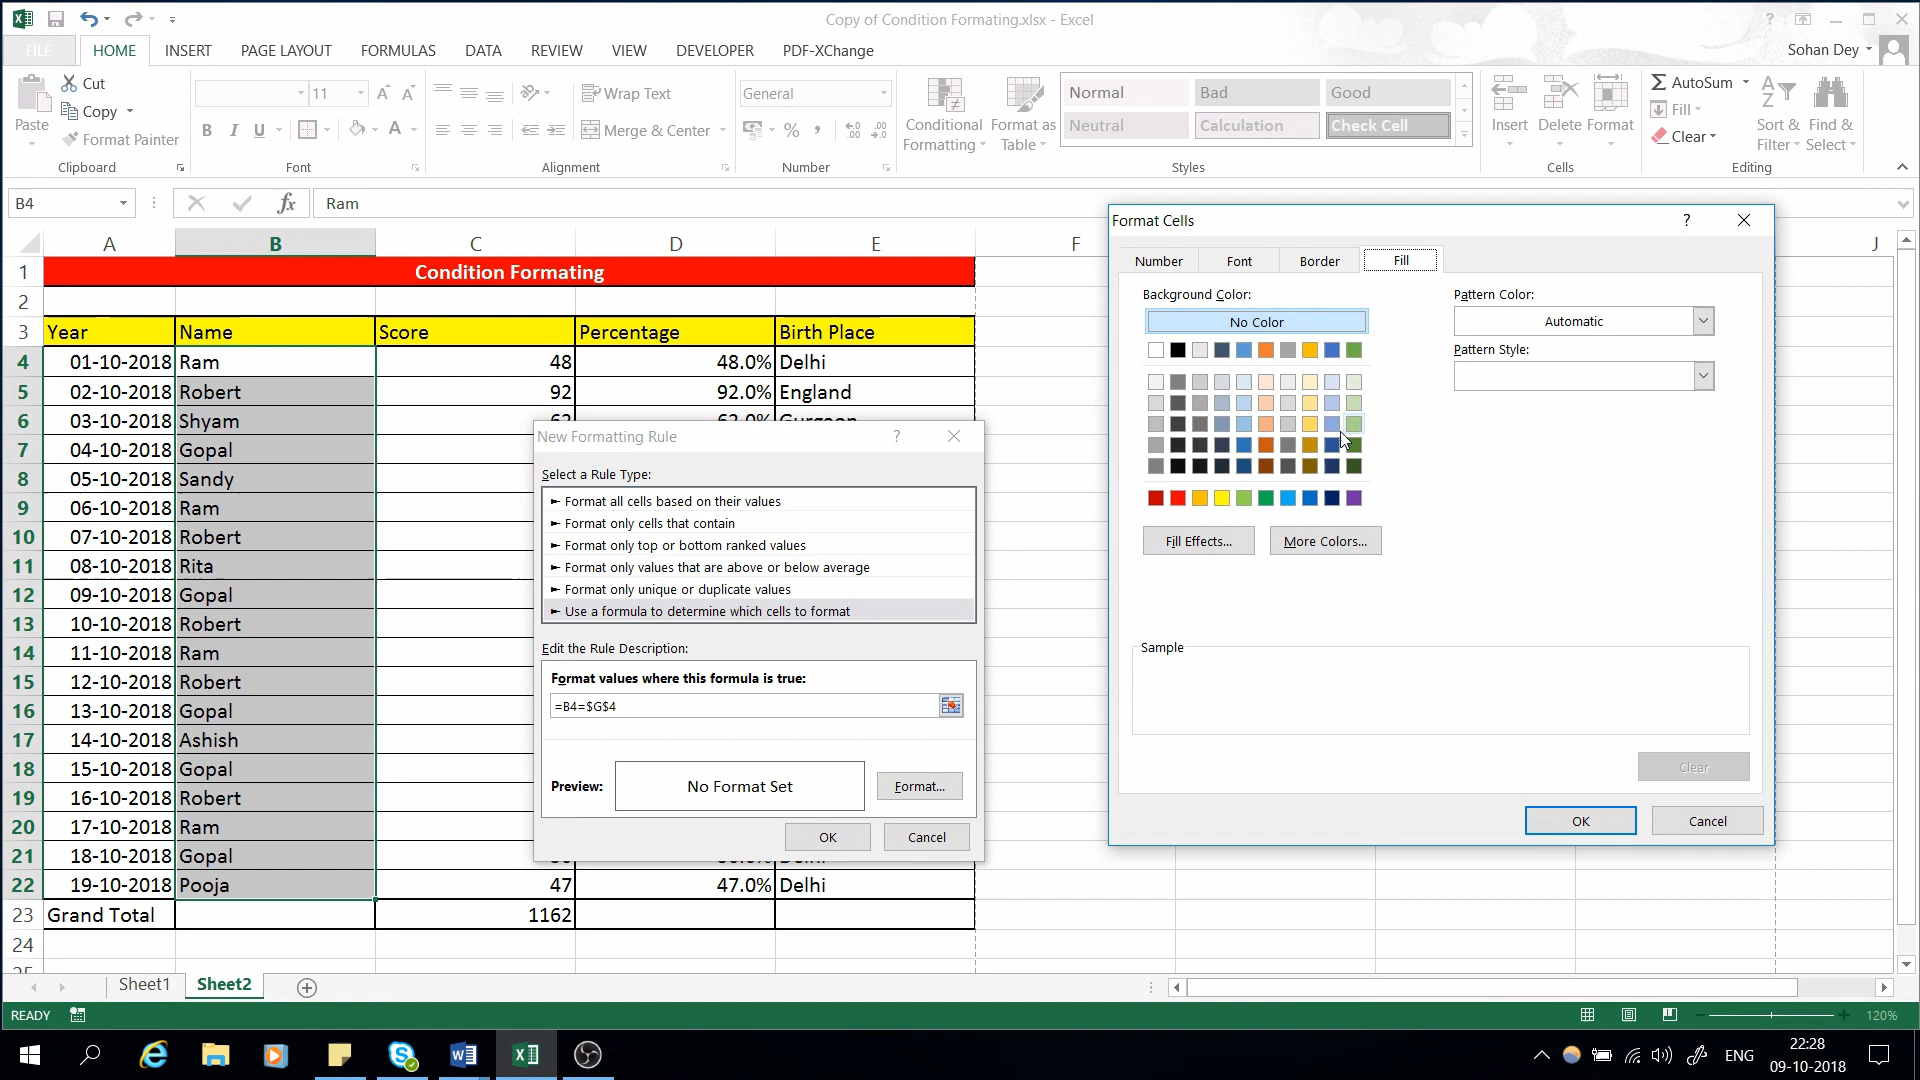 Copy of Condition Formating.xlsx - Excel
FILE HOME INSERT PAGE LAYOUT FORMULAS DATA REVIEW VIEW DEVELOPER PDF-XChange Sohan Dey
Paste Cut Copy Format Painter Clipboard
11 B I U A Font
Wrap Text Merge & Center Alignment
General % Number
Conditional Formatting Format as Table
Normal Bad Good
Neutral Calculation Check Cell
Styles
Insert Delete Format Cells
AutoSum Fill Clear Sort & Filter Find & Select Editing
B4 fx Ram
A B C D E F J
1 Condition Formating
2
3 Year Name Score Percentage Birth Place
4 01-10-2018 Ram 48 48.0% Delhi
5 02-10-2018 Robert 92 92.0% England
6 03-10-2018 Shyam
7 04-10-2018 Gopal
8 05-10-2018 Sandy
9 06-10-2018 Ram
10 07-10-2018 Robert
11 08-10-2018 Rita
12 09-10-2018 Gopal
13 10-10-2018 Robert
14 11-10-2018 Ram
15 12-10-2018 Robert
16 13-10-2018 Gopal
17 14-10-2018 Ashish
18 15-10-2018 Gopal
19 16-10-2018 Robert
20 17-10-2018 Ram
21 18-10-2018 Gopal
22 19-10-2018 Pooja 47 47.0% Delhi
23 Grand Total 1162
24
New Formatting Rule ?
Select a Rule Type:
► Format all cells based on their values
► Format only cells that contain
► Format only top or bottom ranked values
► Format only values that are above or below average
► Format only unique or duplicate values
► Use a formula to determine which cells to format
Edit the Rule Description:
Format values where this formula is true:
=B4=$G$4
Preview: No Format Set Format...
OK Cancel
Format Cells ?
Number Font Border Fill
Background Color:
No Color
Pattern Color:
Automatic
Pattern Style:
Fill Effects... More Colors...
Sample
Clear
OK Cancel
Sheet1 Sheet2
READY 120%
ENG 22:28
09-10-2018